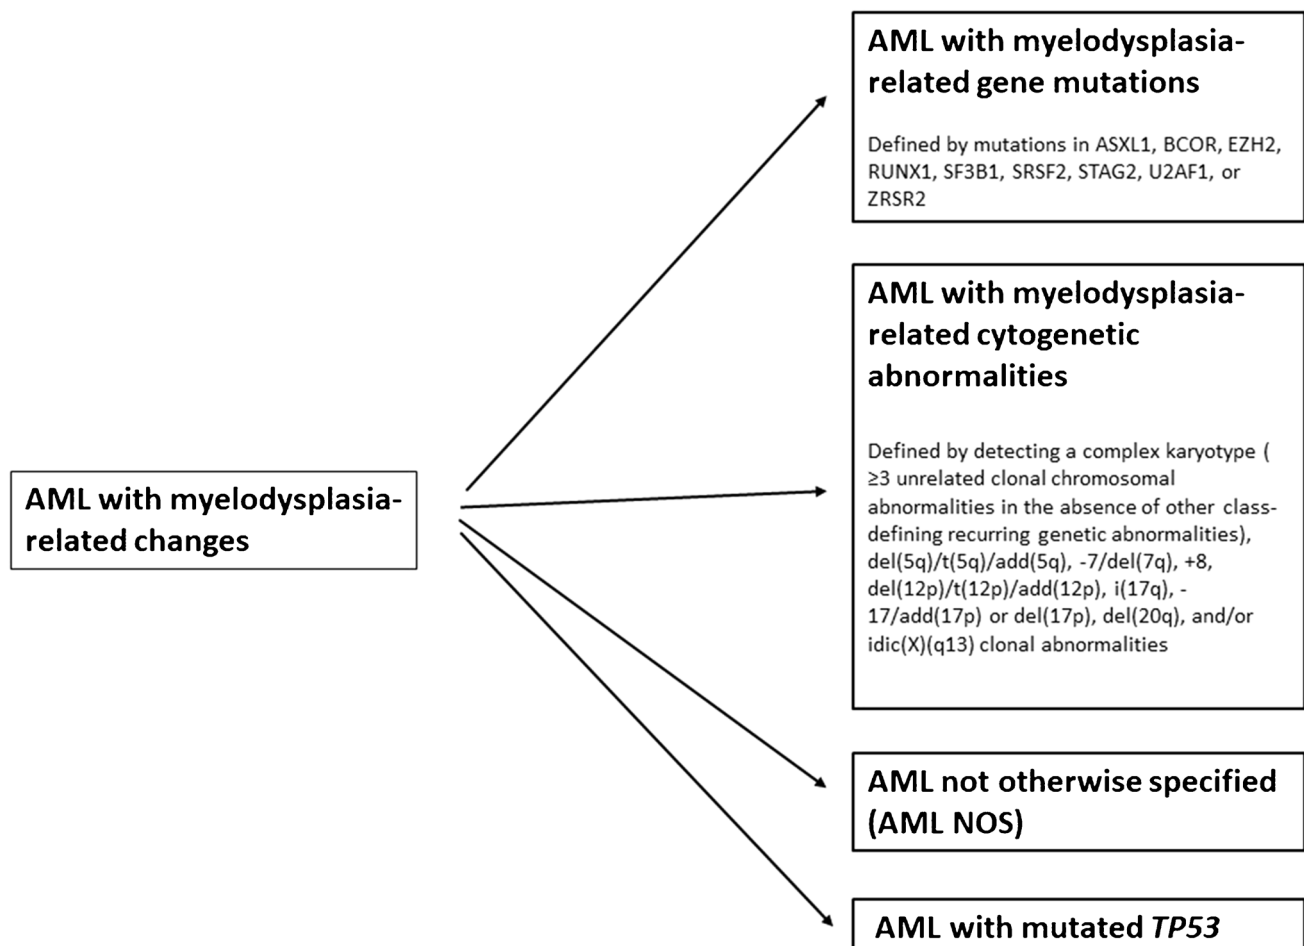 AML with myelodysplasia-
related gene mutations
Defined by mutations in ASXL1, BCOR, EZH2,
RUNX1, SF3B1, SRSF2, STAG2, U2AF1, or
ZRSR2
AML with myelodysplasia-
related cytogenetic
abnormalities
Defined by detecting a complex karyotype (
≥3 unrelated clonal chromosomal
abnormalities in the absence of other class-
defining recurring genetic abnormalities),
del(5q)/t(5q)/add(5q), -7/del(7q), +8,
del(12p)/t(12p)/add(12p), i(17q), -
17/add(17p) or del(17p), del(20q), and/or
idic(X)(q13) clonal abnormalities
AML with myelodysplasia-
related changes
AML not otherwise specified
(AML NOS)
AML with mutated TP53